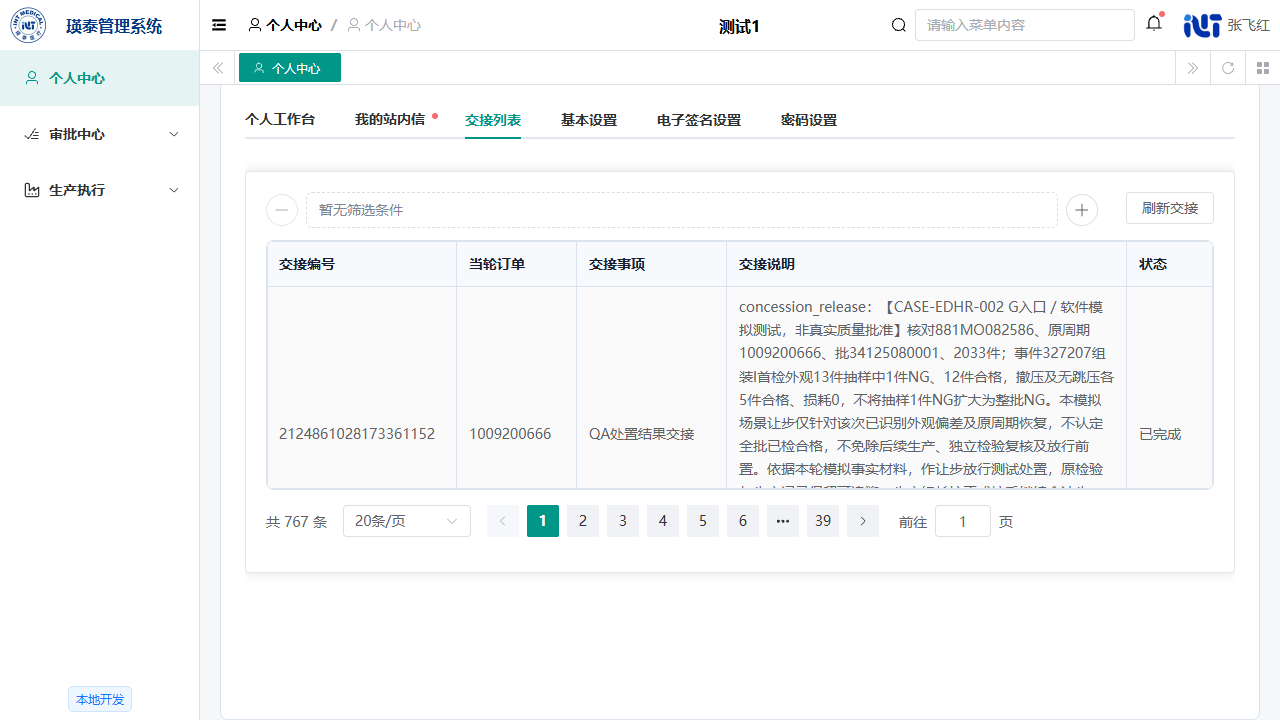 瑛泰管理系统
个人中心 / 个人中心
测试1
请输入菜单内容
张飞红
个人中心
个人中心
审批中心
生产执行
个人工作台 我的站内信 交接列表 基本设置 电子签名设置 密码设置
暂无筛选条件
刷新交接
交接编号 当轮订单 交接事项 交接说明 状态
concession_release：【CASE-EDHR-002 G入口 / 软件模
拟测试，非真实质量批准】核对881MO082586、原周期
1009200666、批34125080001、2033件；事件327207组
装I首检外观13件抽样中1件NG、12件合格，撤压及无跳压各
5件合格、损耗0，不将抽样1件NG扩大为整批NG。本模拟
场景让步仅针对该次已识别外观偏差及原周期恢复，不认定
2124861028173361152 1009200666 QA处置结果交接 已完成
全批已检合格，不免除后续生产、独立检验复核及放行前
置。依据本轮模拟事实材料，作让步放行测试处置，原检验
共 767 条 20条/页 1 2 3 4 5 6 ••• 39 前往 1 页
本地开发